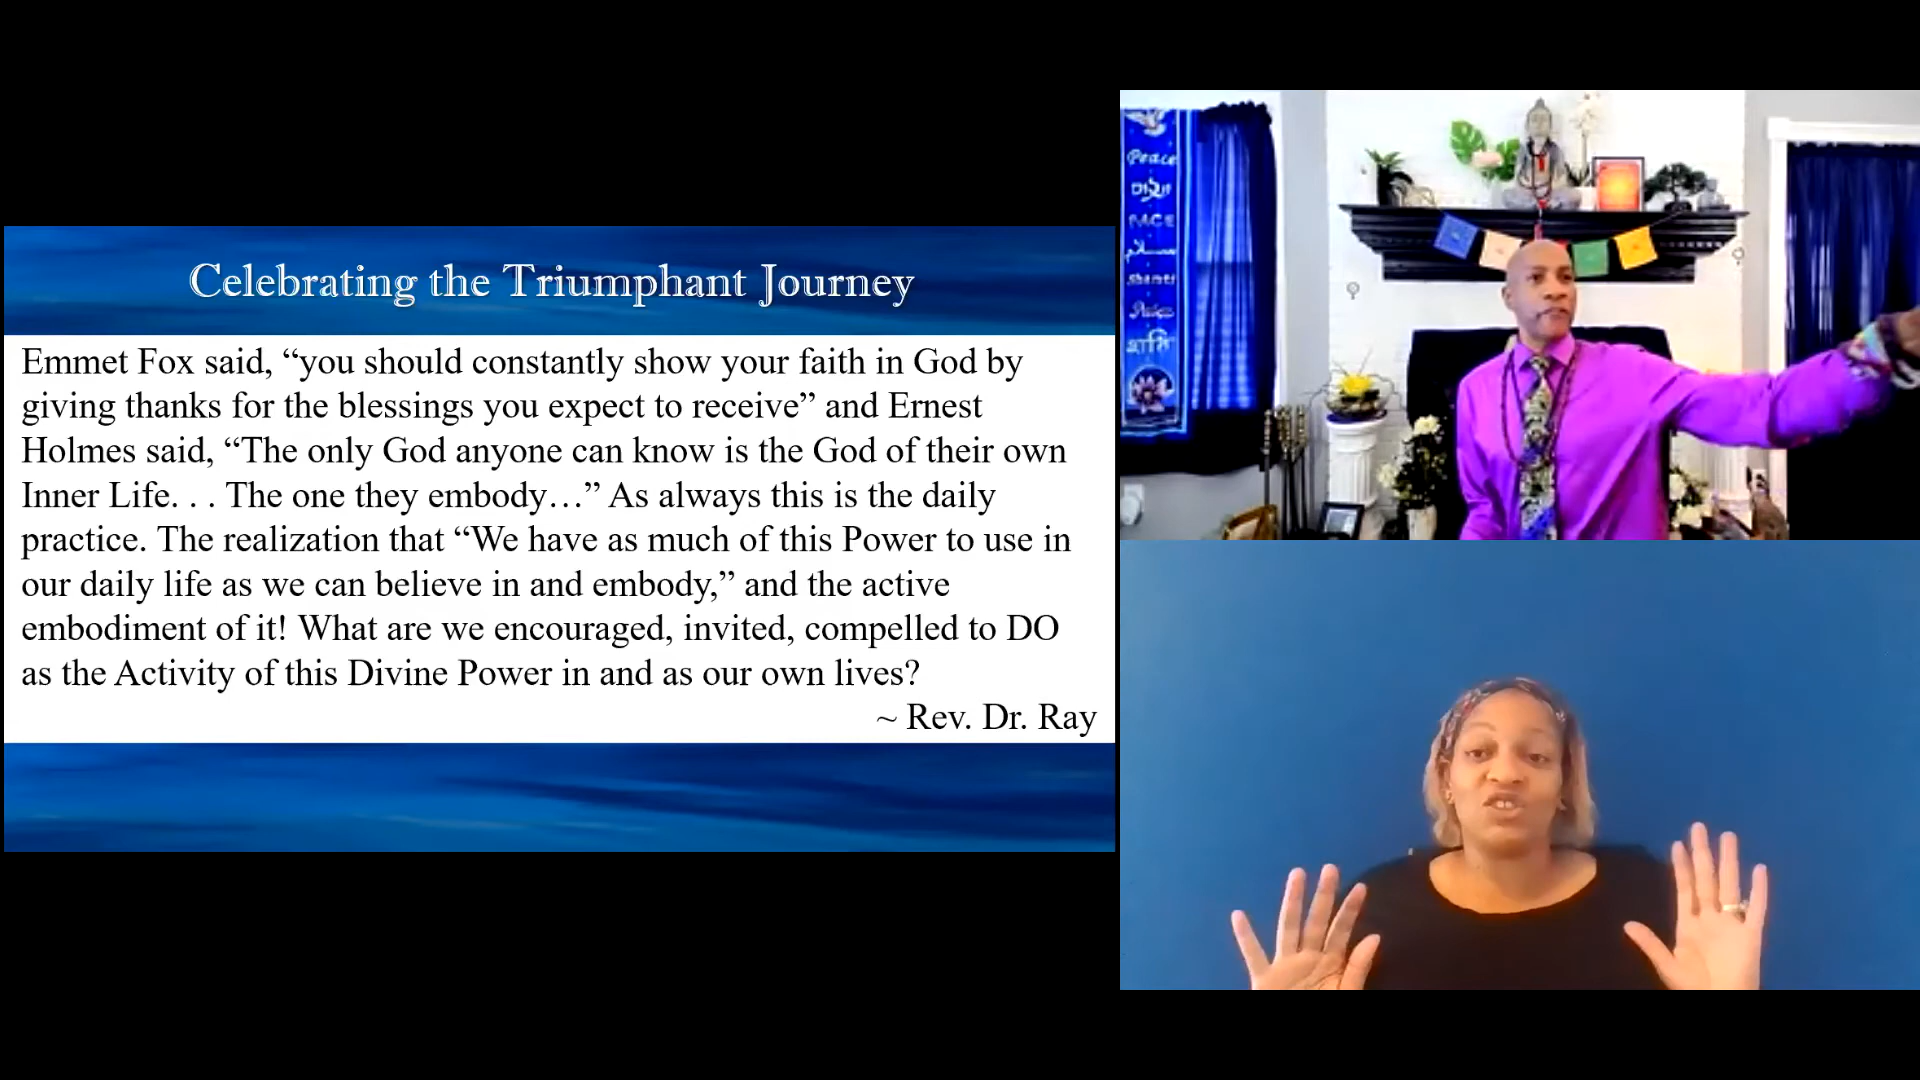 Celebrating the Triumphant Journey
Emmet Fox said, “you should constantly show your faith in God by
giving thanks for the blessings you expect to receive” and Ernest
Holmes said, “The only God anyone can know is the God of their own
Inner Life. . . The one they embody…” As always this is the daily
practice. The realization that “We have as much of this Power to use in
our daily life as we can believe in and embody,” and the active
embodiment of it! What are we encouraged, invited, compelled to DO
as the Activity of this Divine Power in and as our own lives?
~ Rev. Dr. Ray
Peace
Shanti